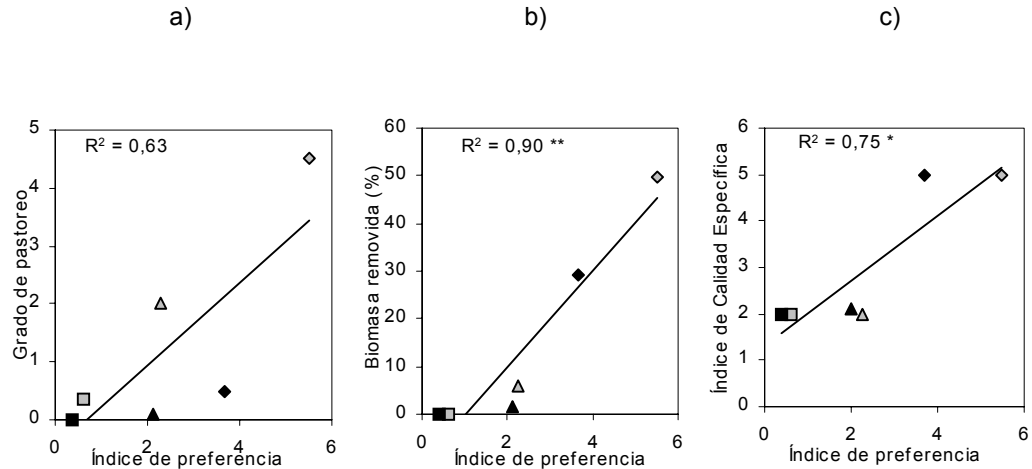 a)
b)
c)
R² = 0,63
5
4
3
2
1
0
0 2 4 6
Grado de pastoreo
Índice de preferencia
R² = 0,90 **
60
50
40
30
20
10
0
0 2 4 6
Biomasa removida (%)
Índice de preferencia
R² = 0,75 *
6
5
4
3
2
1
0
0 2 4 6
Índice de Calidad Específica
Índice de preferencia